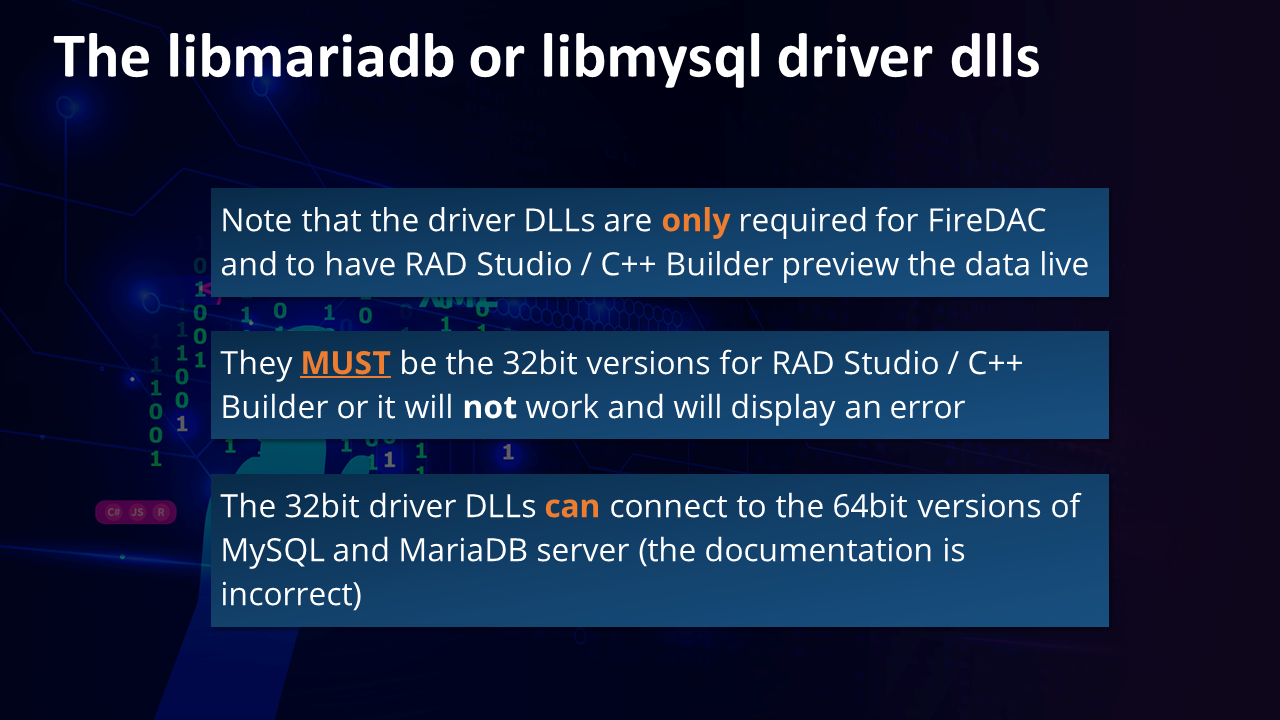 The libmariadb or libmysql driver dlls
Note that the driver DLLs are only required for FireDAC
and to have RAD Studio / C++ Builder preview the data live
They MUST be the 32bit versions for RAD Studio / C++
Builder or it will not work and will display an error
The 32bit driver DLLs can connect to the 64bit versions of
MySQL and MariaDB server (the documentation is
incorrect)
C# JS R